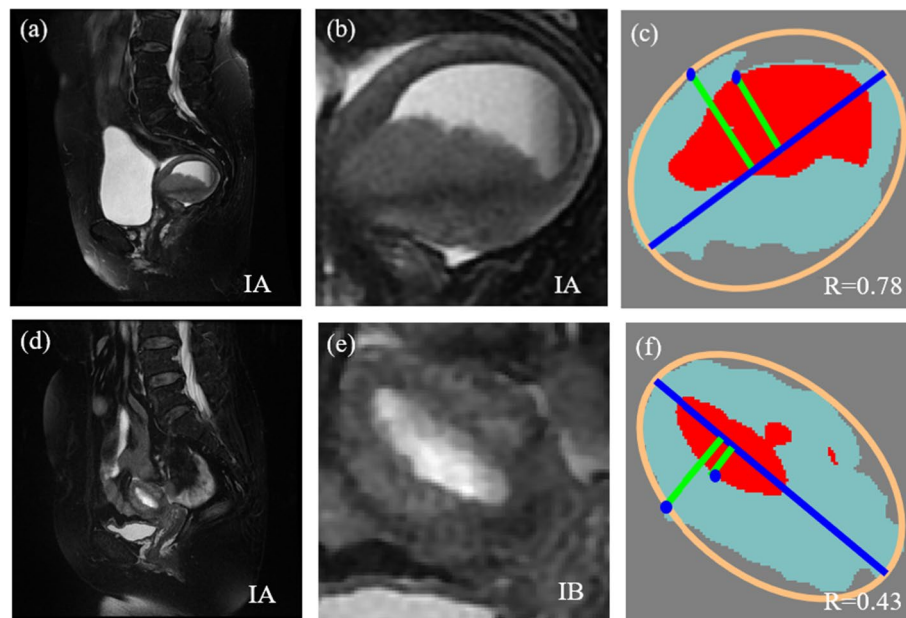 (a)
IA
(b)
IA
(c)
R=0.78
(d)
IA
(e)
IB
(f)
R=0.43